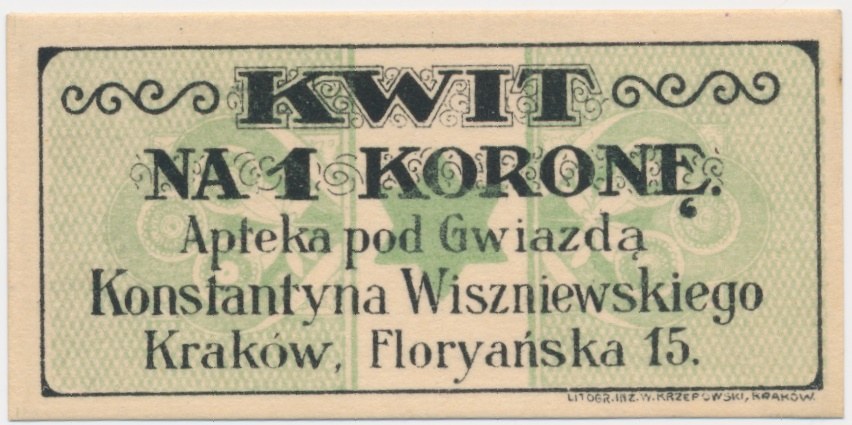 KWIT
NA 1 KORONĘ.
Apteka pod Gwiazdą
Konstantyna Wiszniewskiego
Kraków, Floryańska 15.
LITOGR. INŻ. W. KRZEPOWSKI, KRAKÓW.